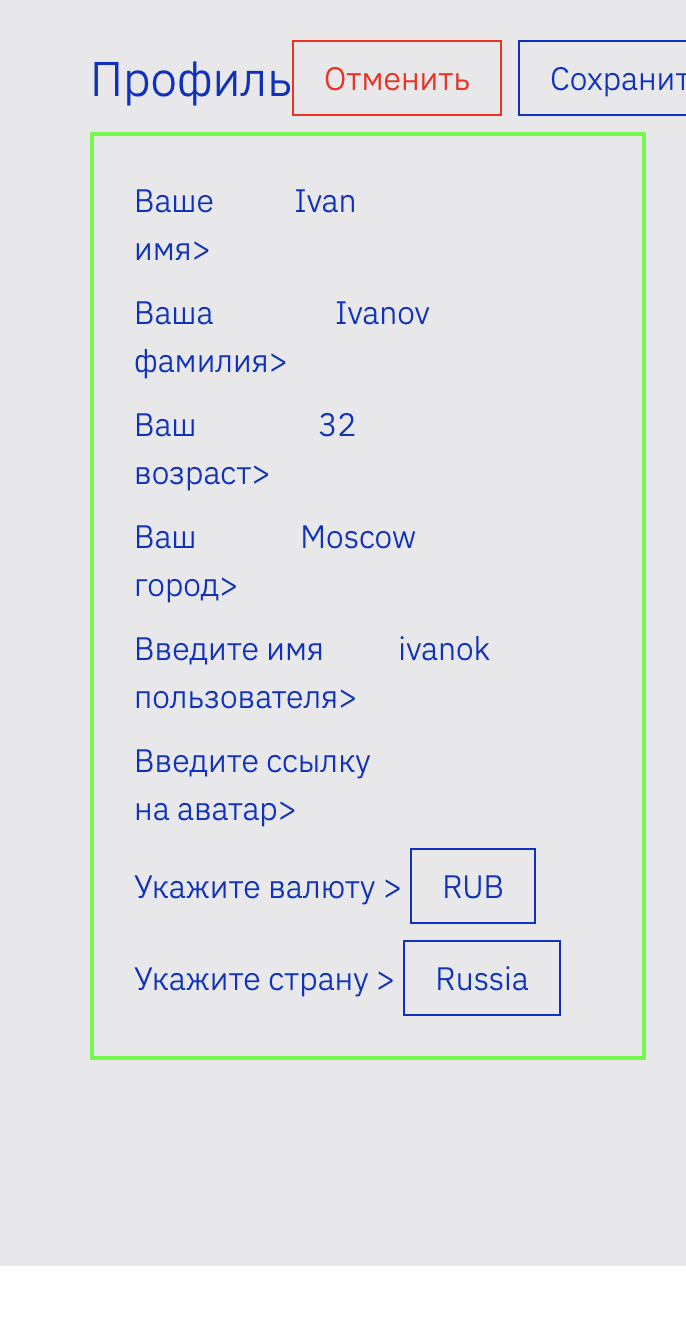 Профиль Отменить Сохранит
Ваше Ivan
имя>
Ваша Ivanov
фамилия>
Ваш 32
возраст>
Ваш Moscow
город>
Введите имя ivanok
пользователя>
Введите ссылку
на аватар>
Укажите валюту > RUB
Укажите страну > Russia